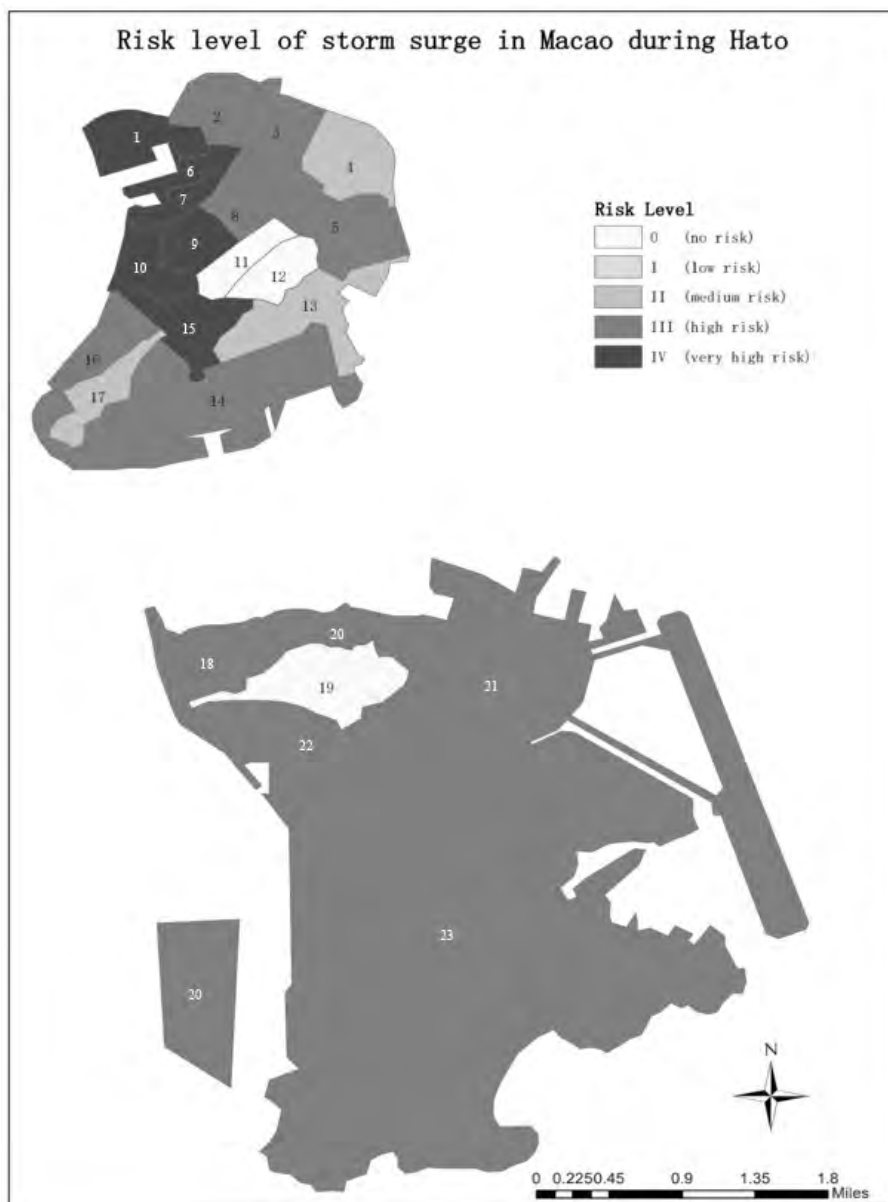 Risk level of storm surge in Macao during Hato
2
1
3
4
6
7
8
5
9
11
10
12
13
15
16
17
14
Risk Level
0 (no risk)
I (low risk)
II (medium risk)
III (high risk)
IV (very high risk)
20
18
19
21
22
23
20
N
0 0.225 0.45 0.9 1.35 1.8
Miles